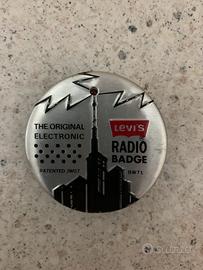 THE ORIGINAL
ELECTRONIC
Levi's
RADIO
BADGE
PATENTED